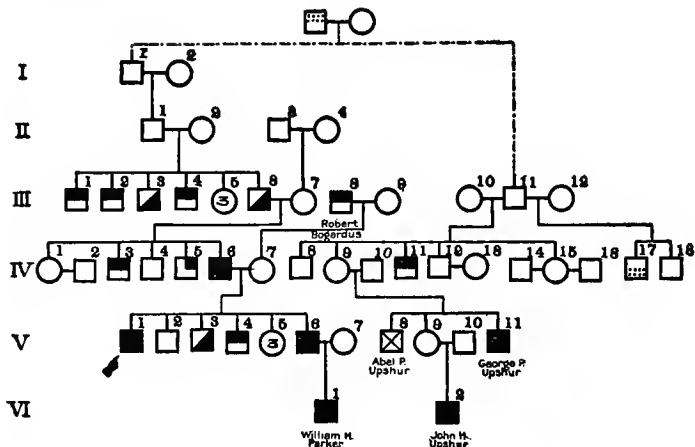 1 2
I
1 2 3 4
II
1 2 3 4 5 6 7 8 9 10 11 12
III 3
Robert
Bogardus
1 2 3 4 5 6 7 8 9 10 11 12 13 14 15 16 17 18
IV
1 2 3 4 5 6 7 8 9 10 11
V 3
Abel P.
Upshur
George P.
Upshur
1 2
VI
William H.
Parker
John H.
Upshur